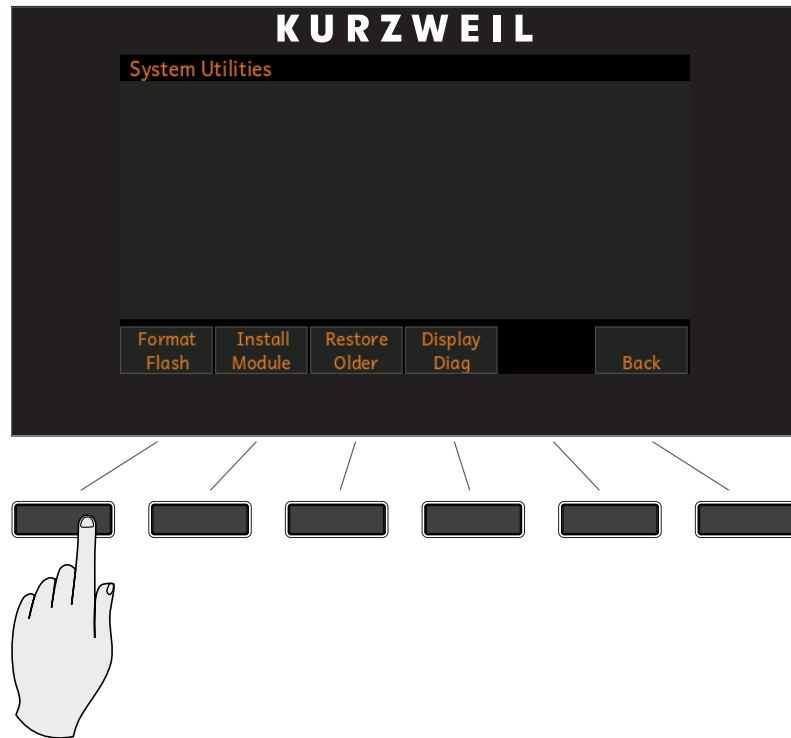 KURZWEIL
System Utilities
Format Install Restore Display
Flash Module Older Diag Back